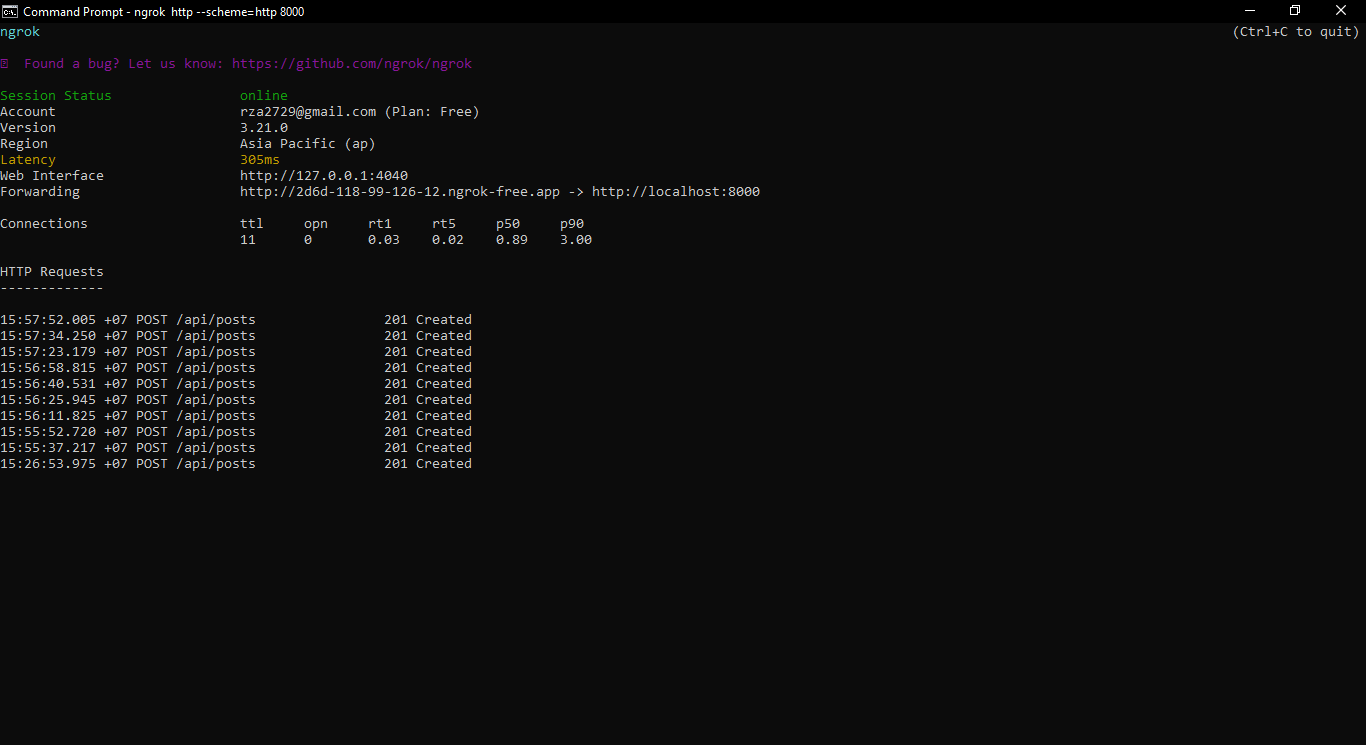 Command Prompt - ngrok http --scheme=http 8000
ngrok (Ctrl+C to quit)
Found a bug? Let us know: https://github.com/ngrok/ngrok
Session Status online
Account rza2729@gmail.com (Plan: Free)
Version 3.21.0
Region Asia Pacific (ap)
Latency 305ms
Web Interface http://127.0.0.1:4040
Forwarding http://2d6d-118-99-126-12.ngrok-free.app -> http://localhost:8000
Connections ttl opn rt1 rt5 p50 p90
11 0 0.03 0.02 0.89 3.00
HTTP Requests
-------------
15:57:52.005 +07 POST /api/posts 201 Created
15:57:34.250 +07 POST /api/posts 201 Created
15:57:23.179 +07 POST /api/posts 201 Created
15:56:58.815 +07 POST /api/posts 201 Created
15:56:40.531 +07 POST /api/posts 201 Created
15:56:25.945 +07 POST /api/posts 201 Created
15:56:11.825 +07 POST /api/posts 201 Created
15:55:52.720 +07 POST /api/posts 201 Created
15:55:37.217 +07 POST /api/posts 201 Created
15:26:53.975 +07 POST /api/posts 201 Created